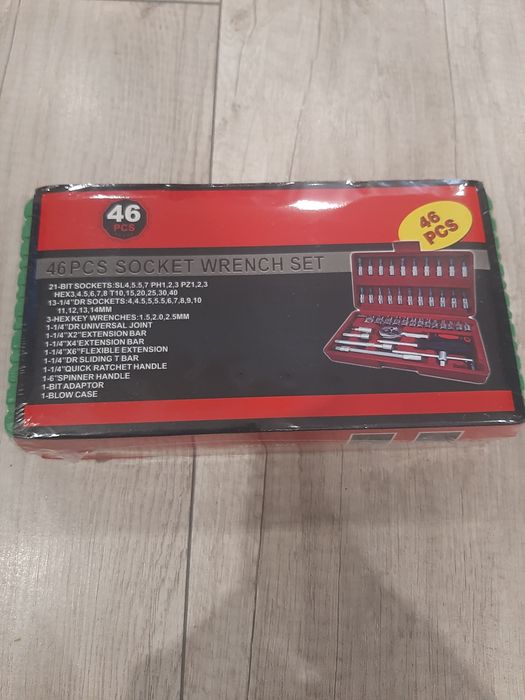 46
PCS
46
PCS
46PCS SOCKET WRENCH SET
21-BIT SOCKETS:SL4,5.5,7 PH1,2,3 PZ1,2,3
HEX3,4,5,6,7,8 T10,15,20,25,30,40
13-1/4"DR SOCKETS:4,4.5,5,5.5,6,7,8,9,10
11,12,13,14MM
3-HEX KEY WRENCHES:1.5,2.0,2.5MM
1-1/4"DR UNIVERSAL JOINT
1-1/4"X2"EXTENSION BAR
1-1/4"X4"EXTENSION BAR
1-1/4"X6"FLEXIBLE EXTENSION
1-1/4"DR SLIDING T BAR
1-1/4"QUICK RATCHET HANDLE
1-6"SPINNER HANDLE
1-BIT ADAPTOR
1-BLOW CASE